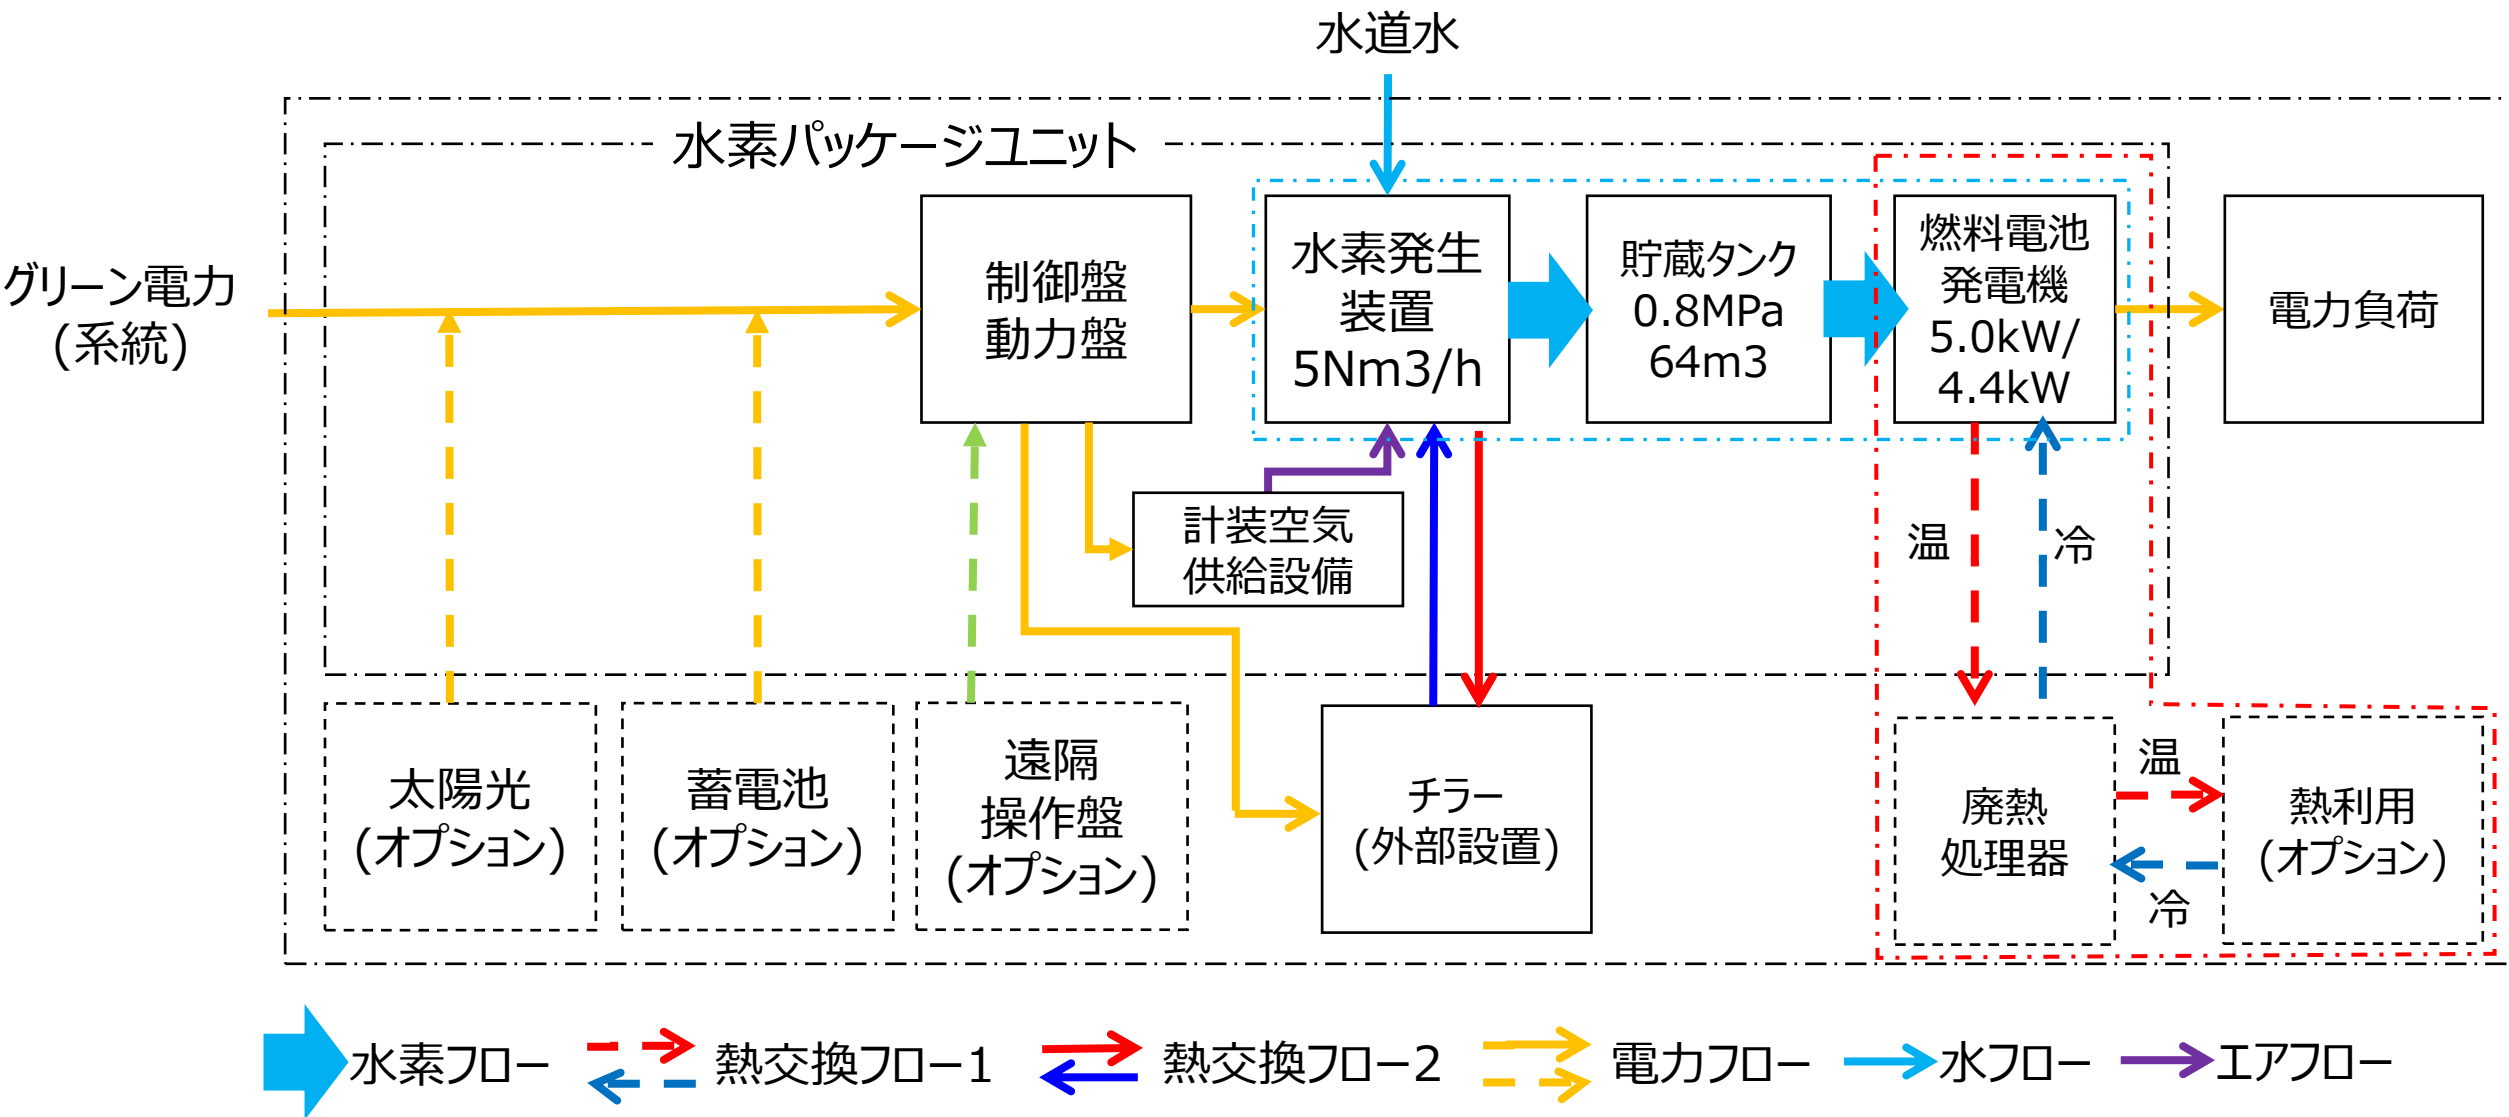 水道水
水素パッケージユニット
グリーン電力
(系統)
制御盤
動力盤
水素発生
装置
5Nm3/h
貯蔵タンク
0.8MPa
64m3
燃料電池
発電機
5.0kW/
4.4kW
電力負荷
計装空気
供給設備
温
冷
太陽光
(オプション)
蓄電池
(オプション)
遠隔
操作盤
(オプション)
チラー
(外部設置)
廃熱
処理器
温
冷
熱利用
(オプション)
水素フロー
熱交換フロー1
熱交換フロー2
電力フロー
水フロー
エアフロー